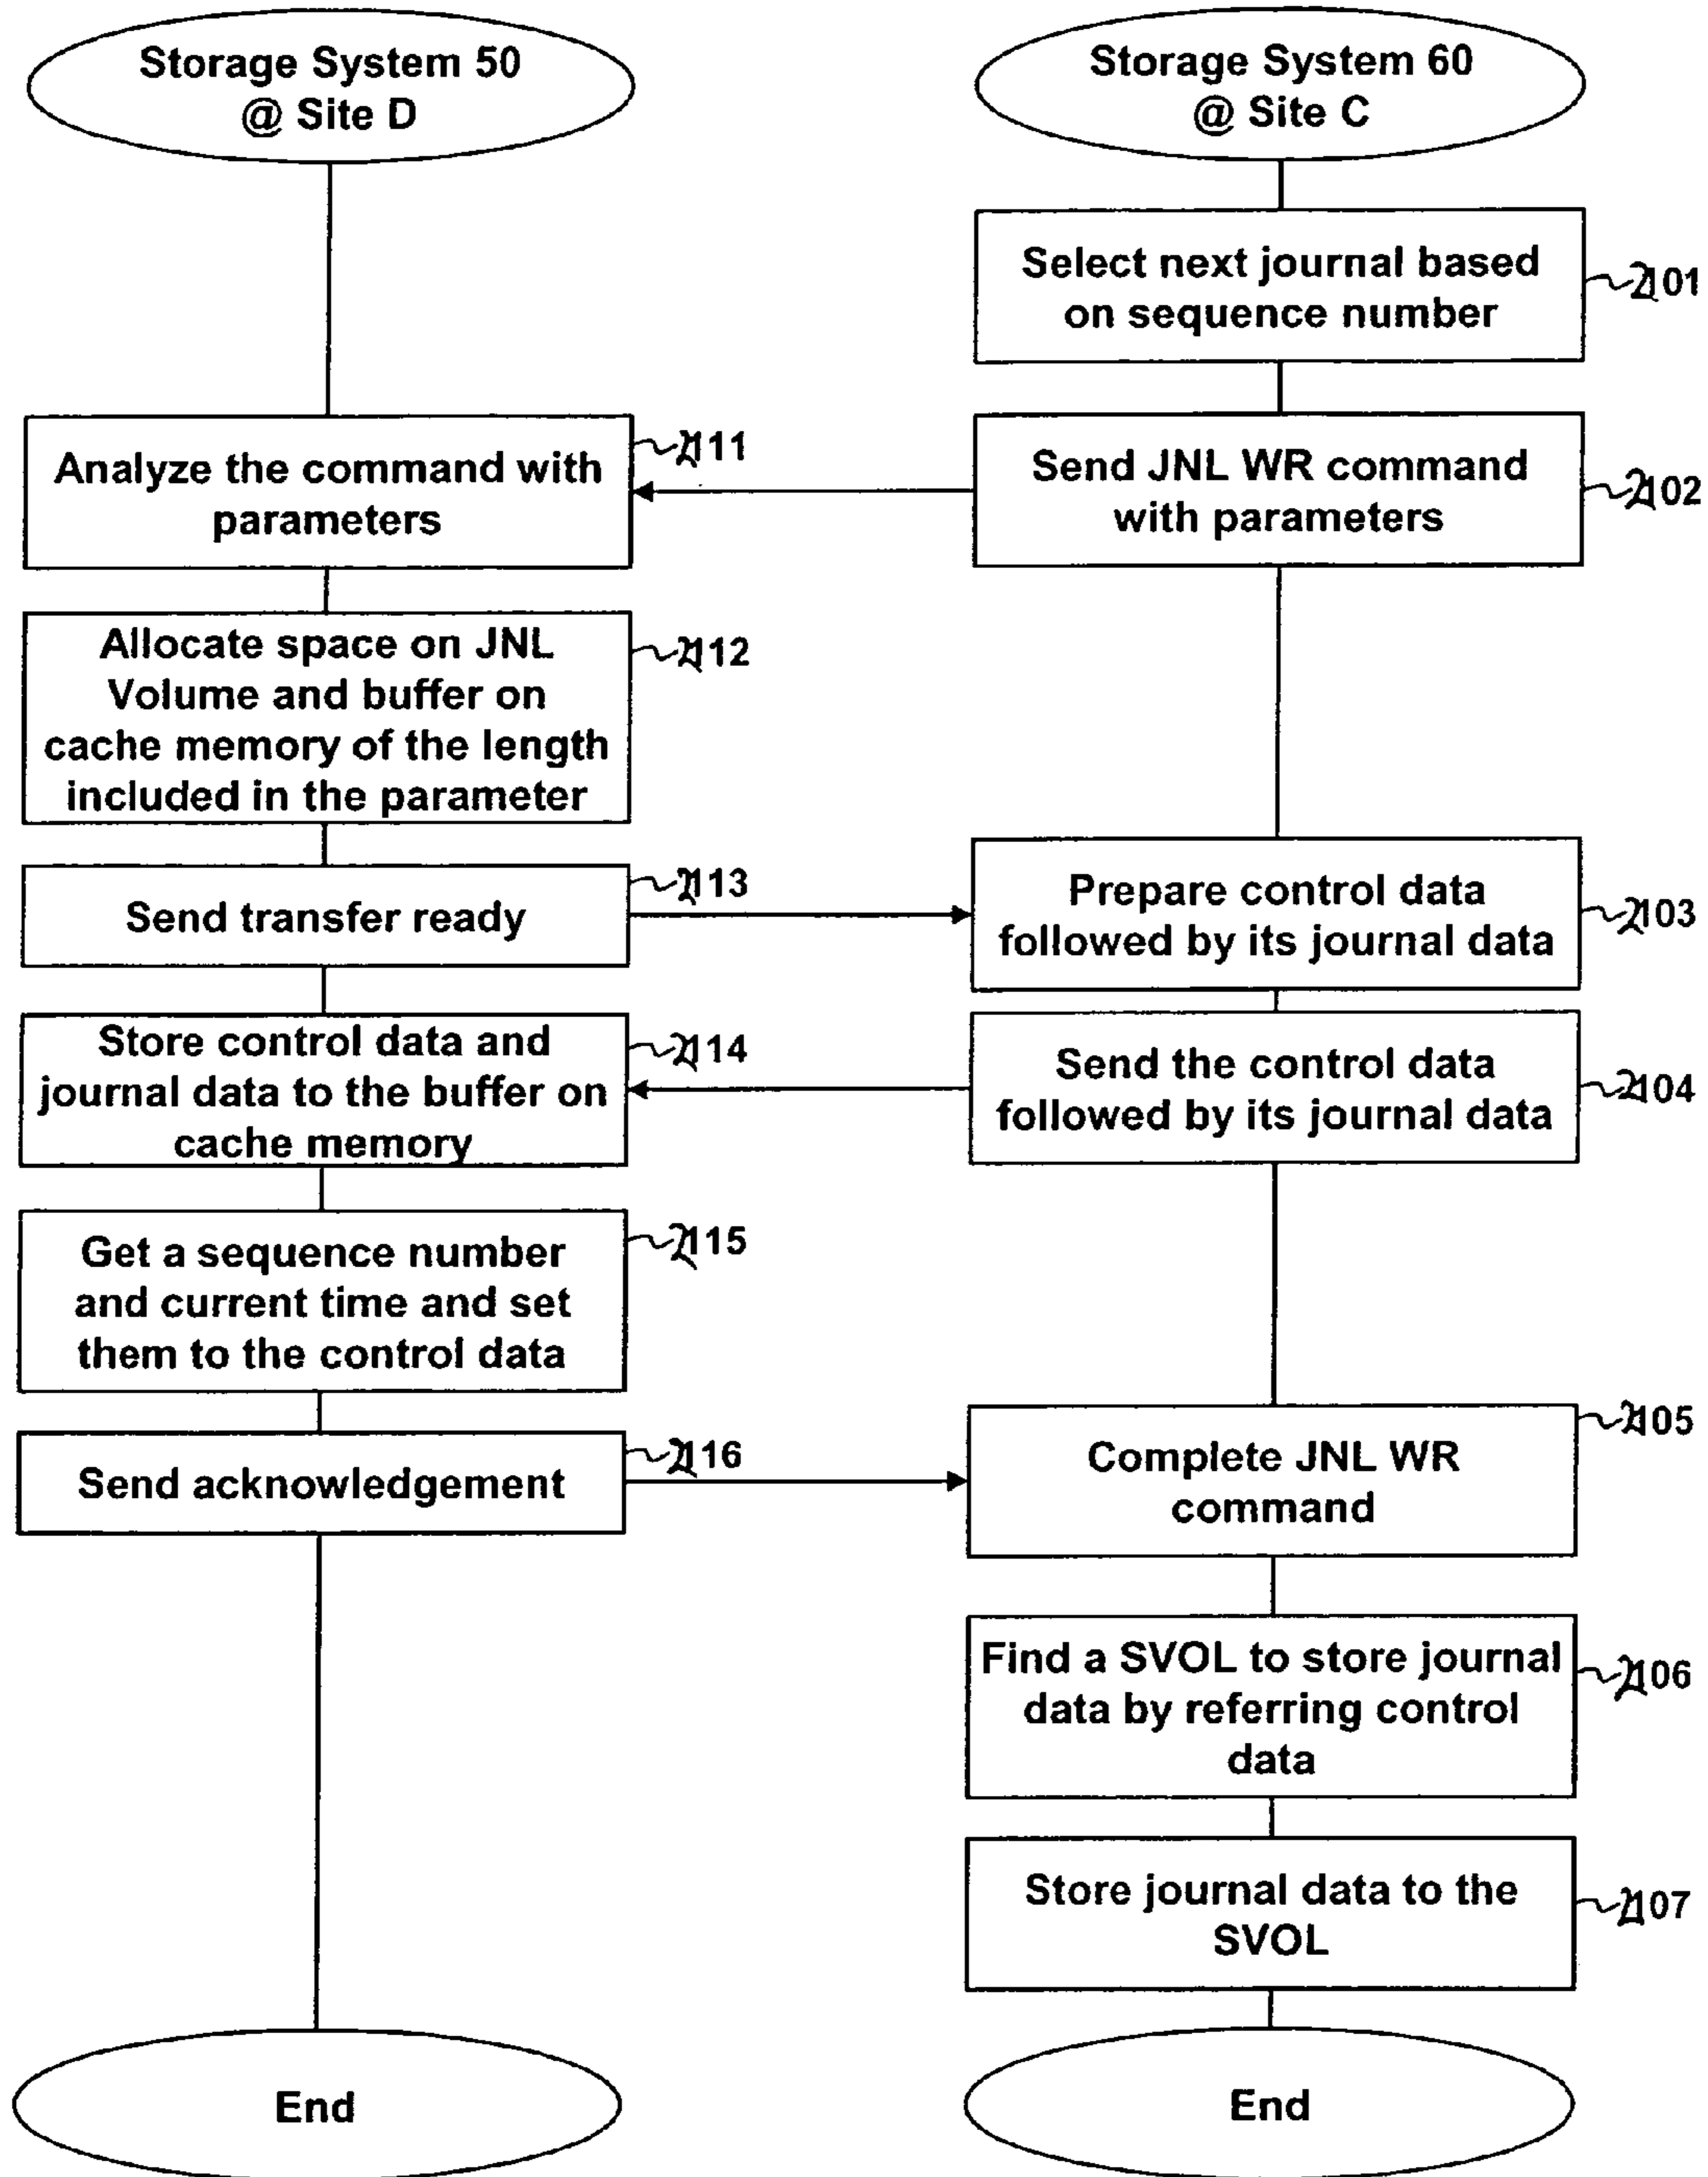 Storage System 50
@ Site D
Storage System 60
@ Site C
Select next journal based
on sequence number
2101
Analyze the command with
parameters
2111
Send JNL WR command
with parameters
2102
Allocate space on JNL
Volume and buffer on
cache memory of the length
included in the parameter
2112
Send transfer ready
2113
Prepare control data
followed by its journal data
2103
Store control data and
journal data to the buffer on
cache memory
2114
Send the control data
followed by its journal data
2104
Get a sequence number
and current time and set
them to the control data
2115
Send acknowledgement
2116
Complete JNL WR
command
2105
Find a SVOL to store journal
data by referring control
data
2106
Store journal data to the
SVOL
2107
End
End